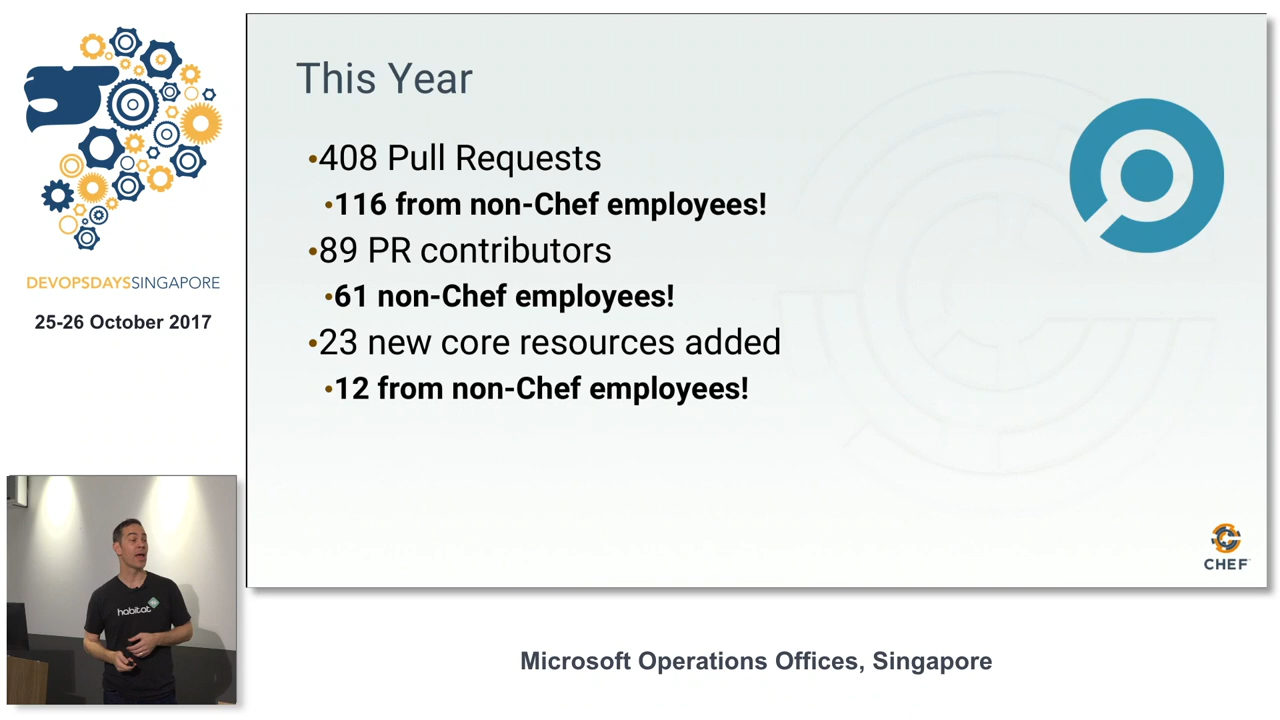 This Year
•408 Pull Requests
•116 from non-Chef employees!
•89 PR contributors
•61 non-Chef employees!
•23 new core resources added
•12 from non-Chef employees!
CHEF
DEVOPSDAYSSINGAPORE
25-26 October 2017
habitat
Microsoft Operations Offices, Singapore